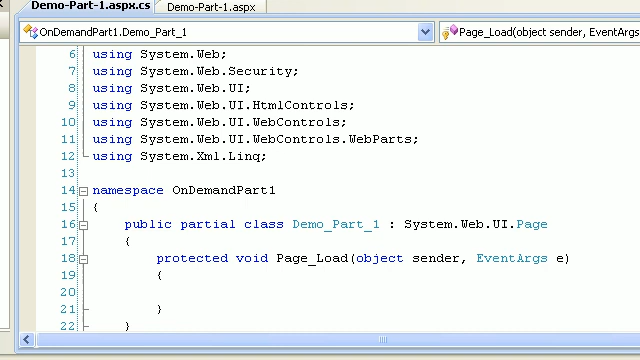 Demo-Part-1.aspx.cs Demo-Part-1.aspx
OnDemandPart1.Demo_Part_1 Page_Load(object sender, EventArgs
6 using System.Web;
7 using System.Web.Security;
8 using System.Web.UI;
9 using System.Web.UI.HtmlControls;
10 using System.Web.UI.WebControls;
11 using System.Web.UI.WebControls.WebParts;
12 using System.Xml.Linq;
13
14 namespace OnDemandPart1
15 {
16 public partial class Demo_Part_1 : System.Web.UI.Page
17 {
18 protected void Page_Load(object sender, EventArgs e)
19 {
20
21 }
22 }